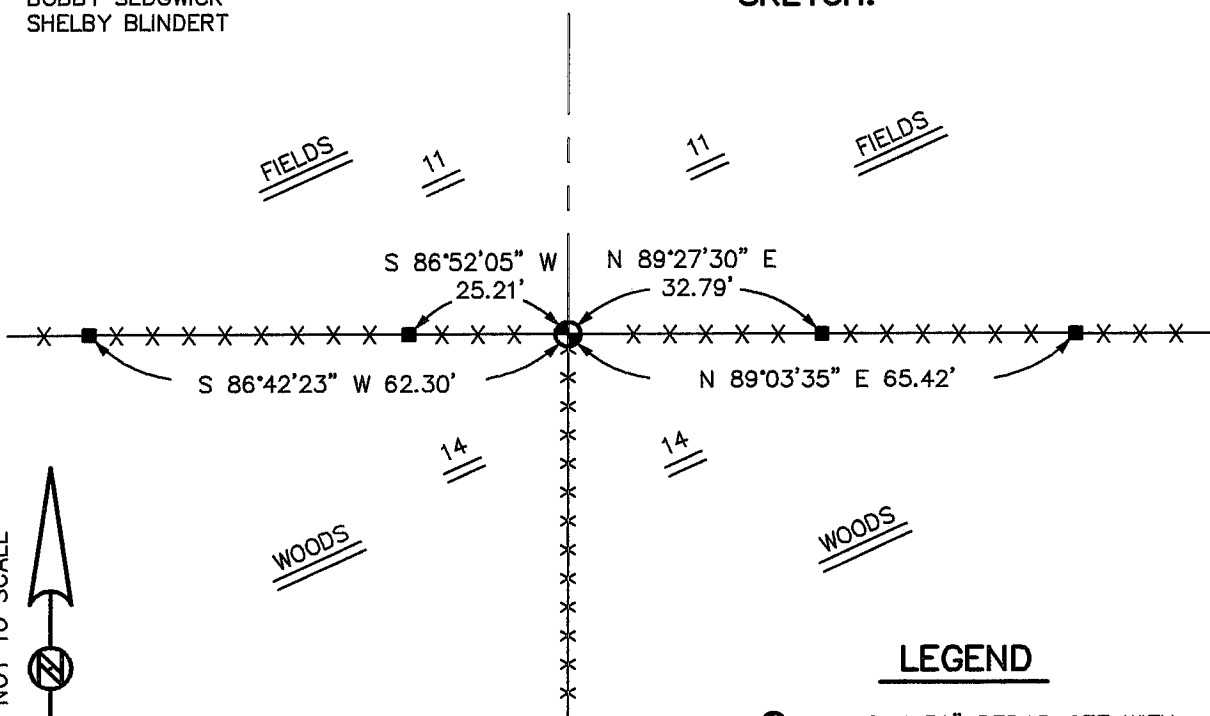 SHELBY BLINDERT
FIELDS
11
11
FIELDS
S 86°52'05" W
25.21'
N 89°27'30" E
32.79'
S 86°42'23" W 62.30'
N 89°03'35" E 65.42'
14
14
WOODS
WOODS
NOT TO SCALE
N
LEGEND